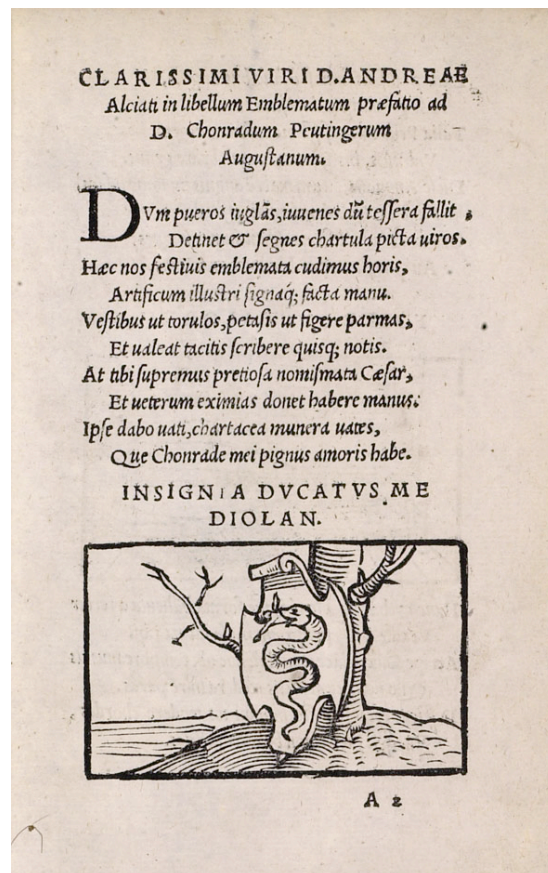 CLARISSIMI VIRI D. ANDREAE
Alciati in libellum Emblematum præfatio ad
D. Chonradum Peutingerum
Augustanum.
DVm pueros iuglãs, iuuenes dũ tessera fallit,
Detinet & segnes chartula picta uiros.
Hæc nos festiuis emblemata cudimus horis,
Artificum illustri signaq; facta manu.
Vestibus ut torulos, petasis ut figere parmas,
Et ualeat tacitis scribere quisq; notis.
At tibi supremus pretiosa nomismata Cæsar,
Et ueterum eximias donet habere manus.
Ipse dabo uati, chartacea munera uates,
Que Chonrade mei pignus amoris habe.
INSIGNIA DVCATVS ME
DIOLAN.
A 2